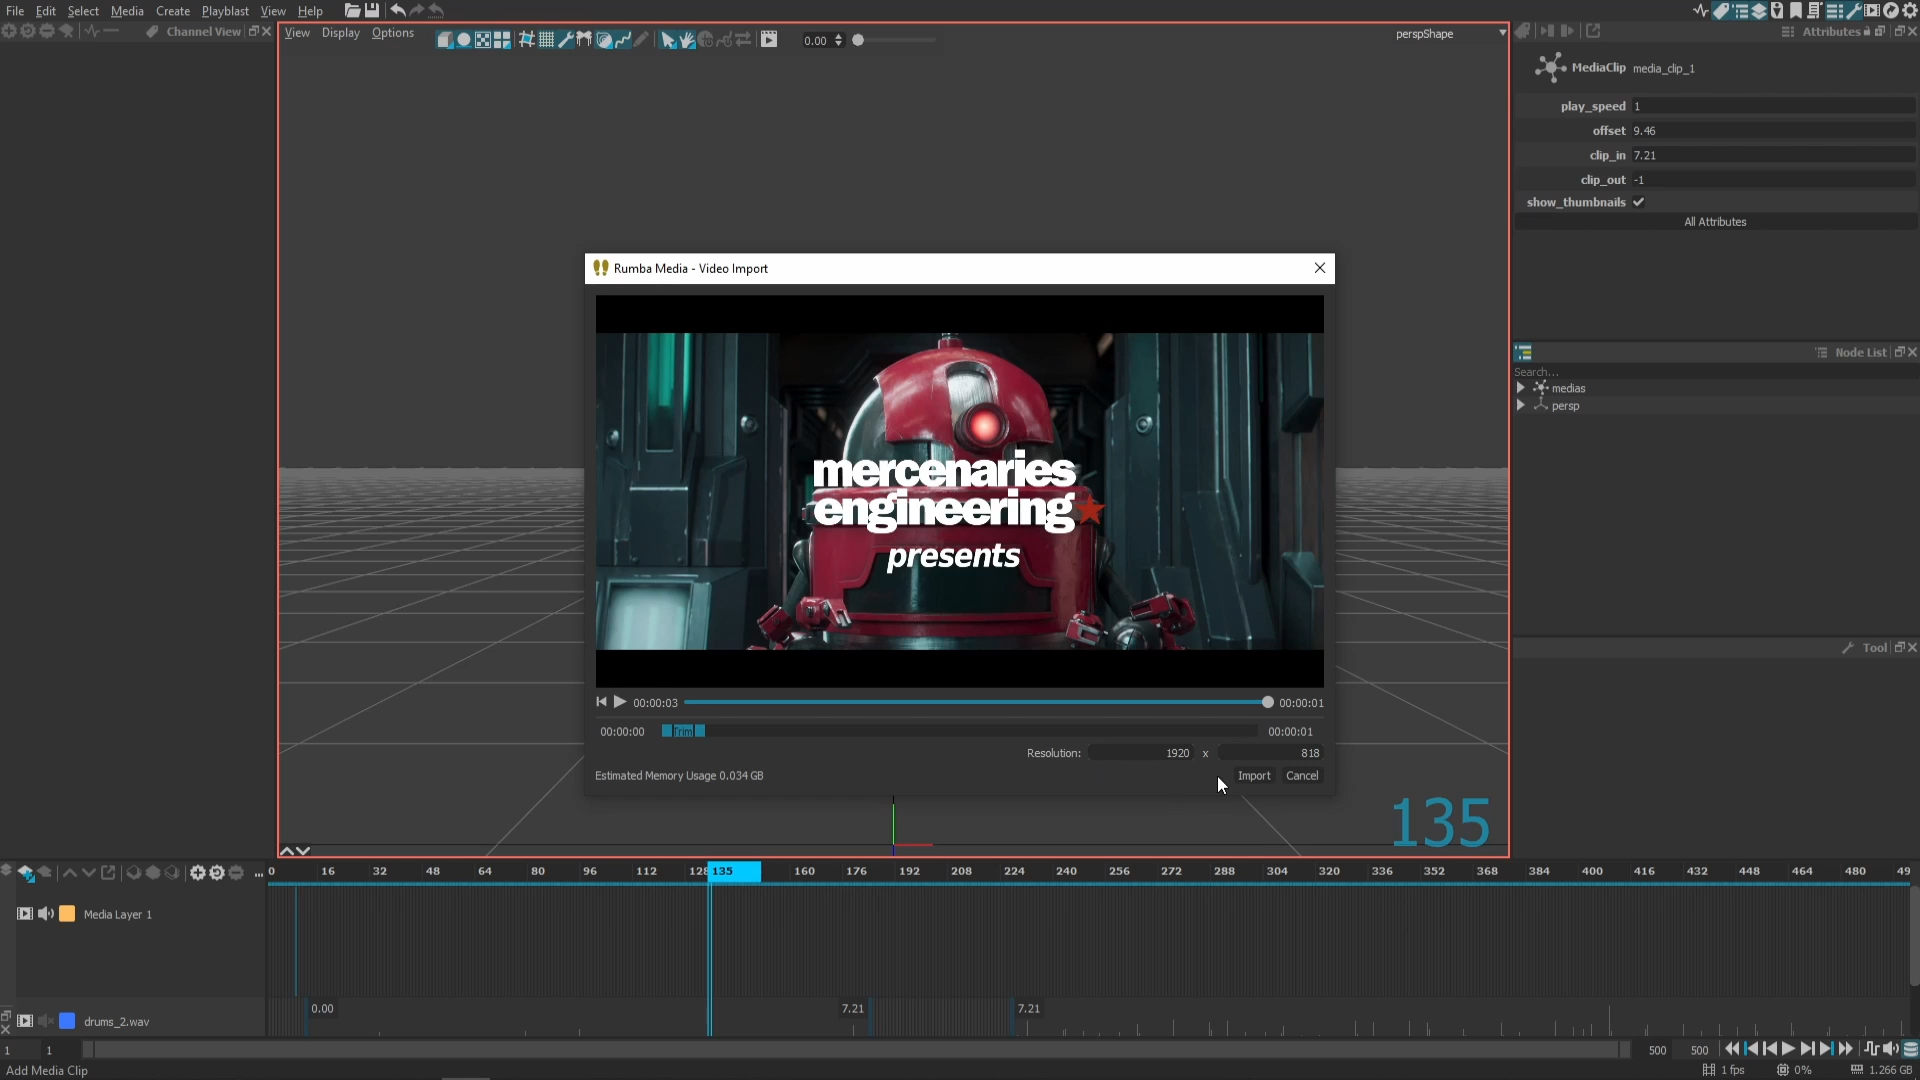 File Edit Select Media Create Playblast View Help
Channel View
View Display Options
0.00
perspShape
Attributes
MediaClip media_clip_1
play_speed 1
offset 9.46
clip_in 7.21
clip_out -1
show_thumbnails
All Attributes
Node List
Search...
medias
persp
Tool
Rumba Media - Video Import
mercenaries
engineering
presents
00:00:03 00:00:01
00:00:00 Trim 00:00:01
Resolution: 1920 x 818
Estimated Memory Usage 0.034 GB Import Cancel
135
0 16 32 48 64 80 96 112 128 135 160 176 192 208 224 240 256 272 288 304 320 336 352 368 384 400 416 432 448 464 480 49
Media Layer 1
0.00 7.21 7.21
drums_2.wav
1 1 500 500
Add Media Clip 1 fps 0% 1.266 GB